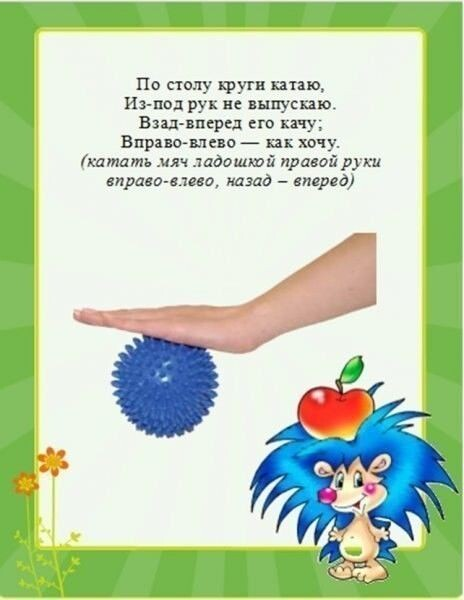 По столу круги катаю,
Из-под рук не выпускаю.
Взад-вперед его качу;
Вправо-влево — как хочу.
(катать мяч ладошкой правой руки
вправо-влево, назад – вперед)